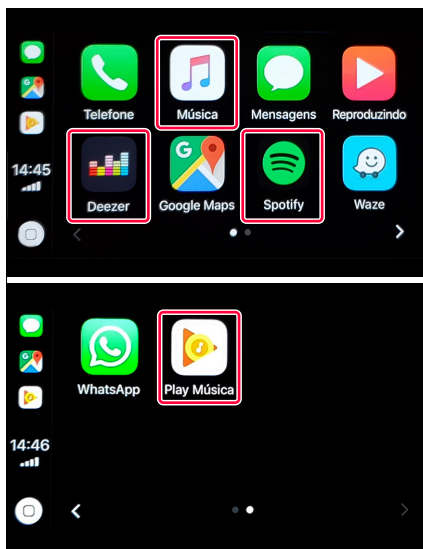 Telefone
Música
Mensagens
Reproduzindo
14:45
Deezer
G
Google Maps
Spotify
Waze
14:46
WhatsApp
Play Música